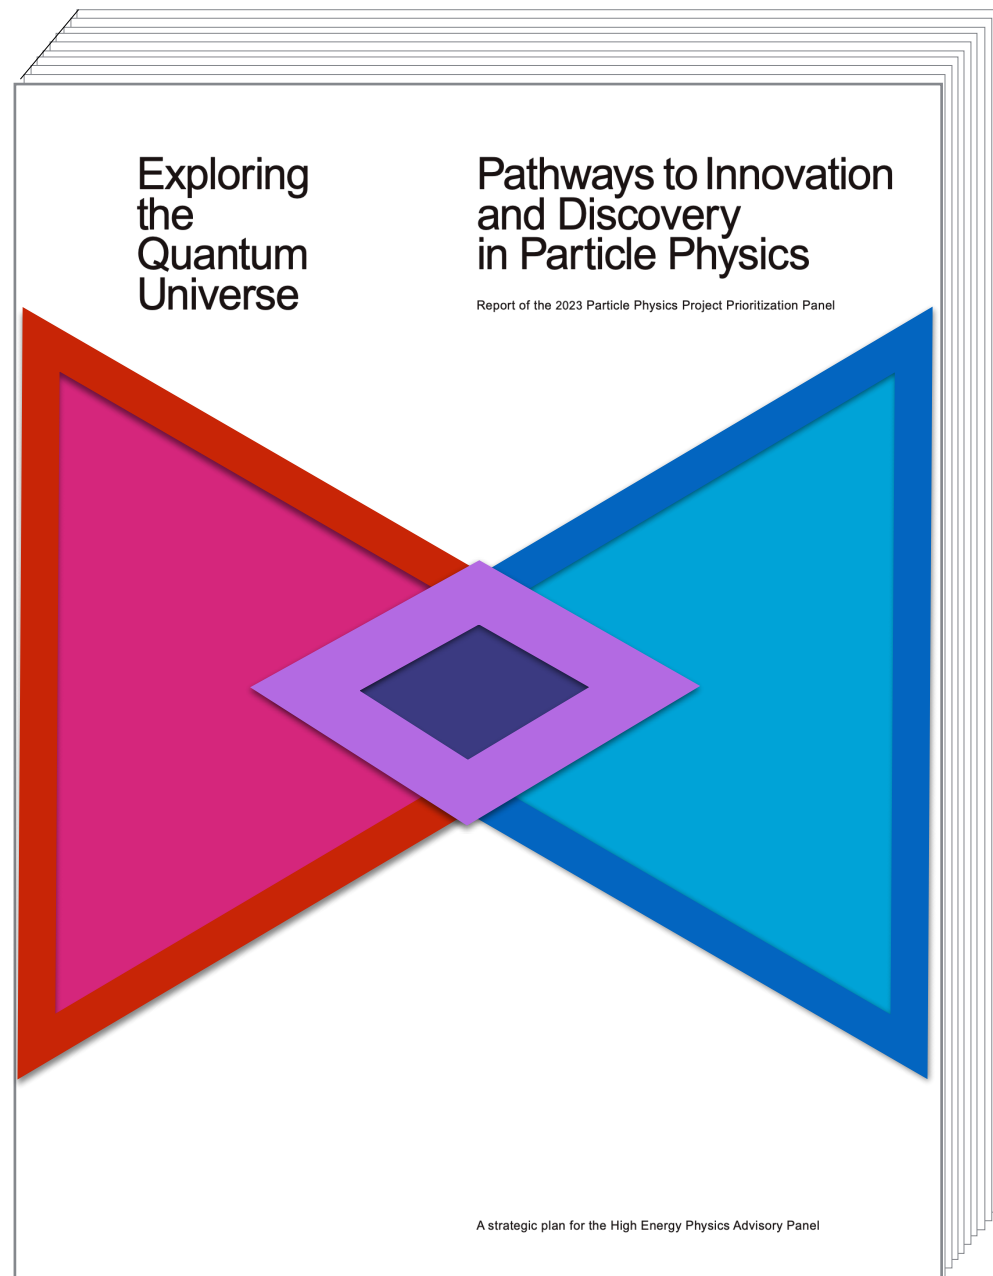 Exploring
the
Quantum
Universe
Pathways to Innovation
and Discovery
in Particle Physics
Report of the 2023 Particle Physics Project Prioritization Panel
A strategic plan for the High Energy Physics Advisory Panel